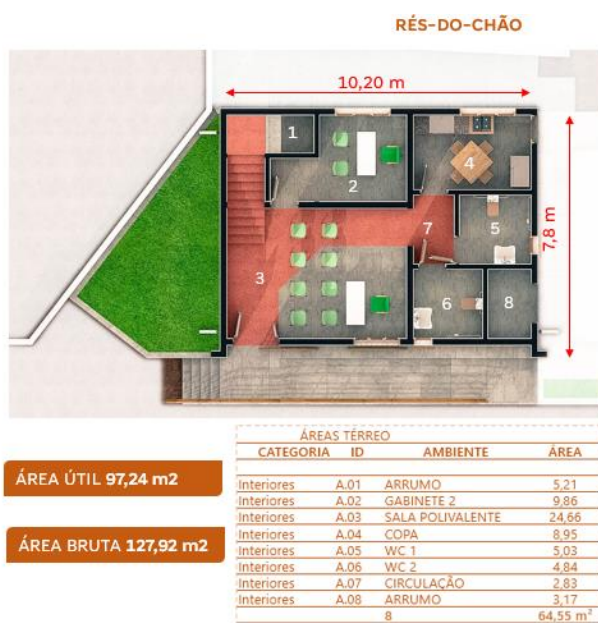 RÉS-DO-CHÃO
10,20 m
1
2
4
7
5
7,8 m
3
6
8
ÁREA ÚTIL 97,24 m2
ÁREA BRUTA 127,92 m2
ÁREAS TÉRREO
CATEGORIA ID AMBIENTE ÁREA
Interiores A.01 ARRUMO 5,21
Interiores A.02 GABINETE 2 9,86
Interiores A.03 SALA POLIVALENTE 24,66
Interiores A.04 COPA 8,95
Interiores A.05 WC 1 5,03
Interiores A.06 WC 2 4,84
Interiores A.07 CIRCULAÇÃO 2,83
Interiores A.08 ARRUMO 3,17
8 64,55 m²